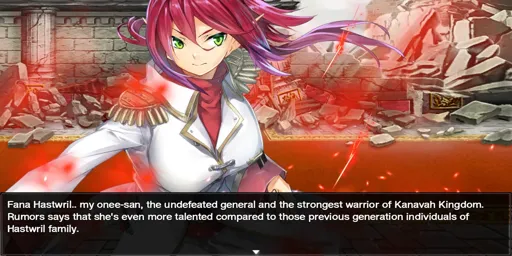 Fana Hastwril.. my onee-san, the undefeated general and the strongest warrior of Kanavah Kingdom.
Rumors says that she's even more talented compared to those previous generation individuals of
Hastwril family.